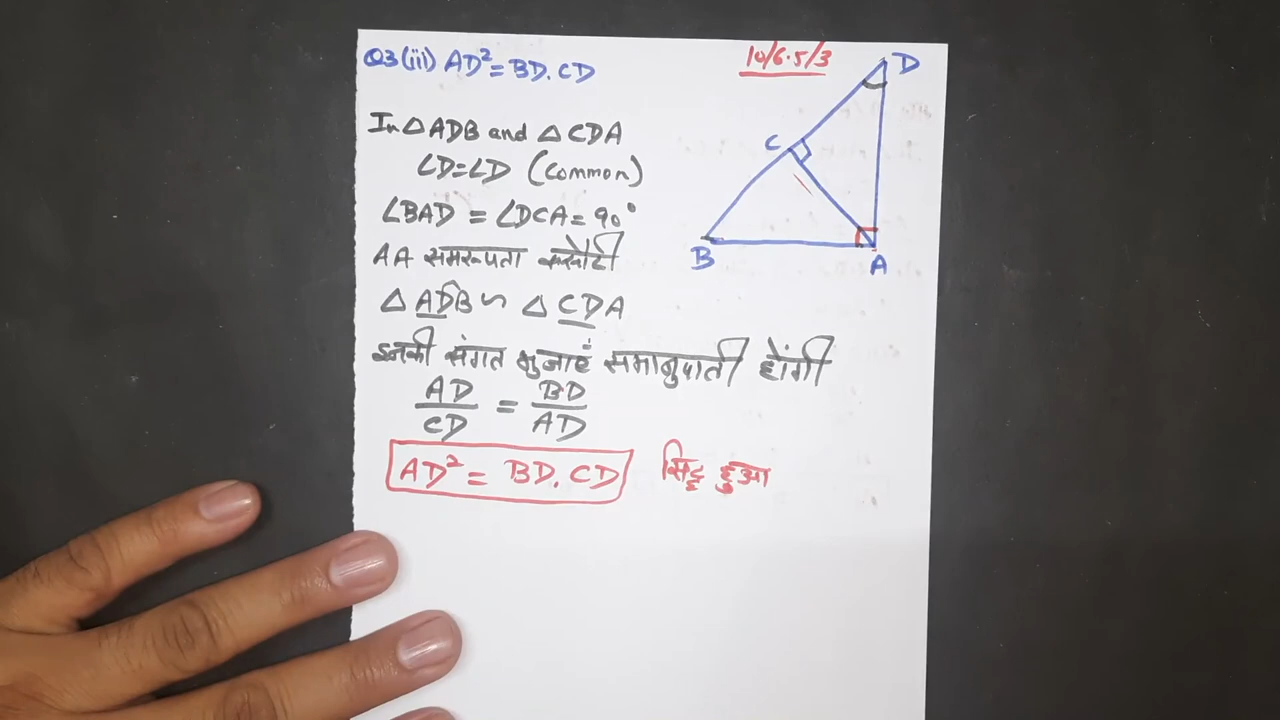 Q3(iii) AD² = BD. CD
10/6.5/3
In △ ADB and △ CDA
∠D=∠D (Common)
∠BAD = ∠DCA = 90°
AA समरूपता कसौटी
△ ADB ∽ △ CDA
इनकी संगत भुजाएं समानुपाती होंगी
AD/CD = BD/AD
AD² = BD. CD सिद्ध हुआ
D
C
B
A